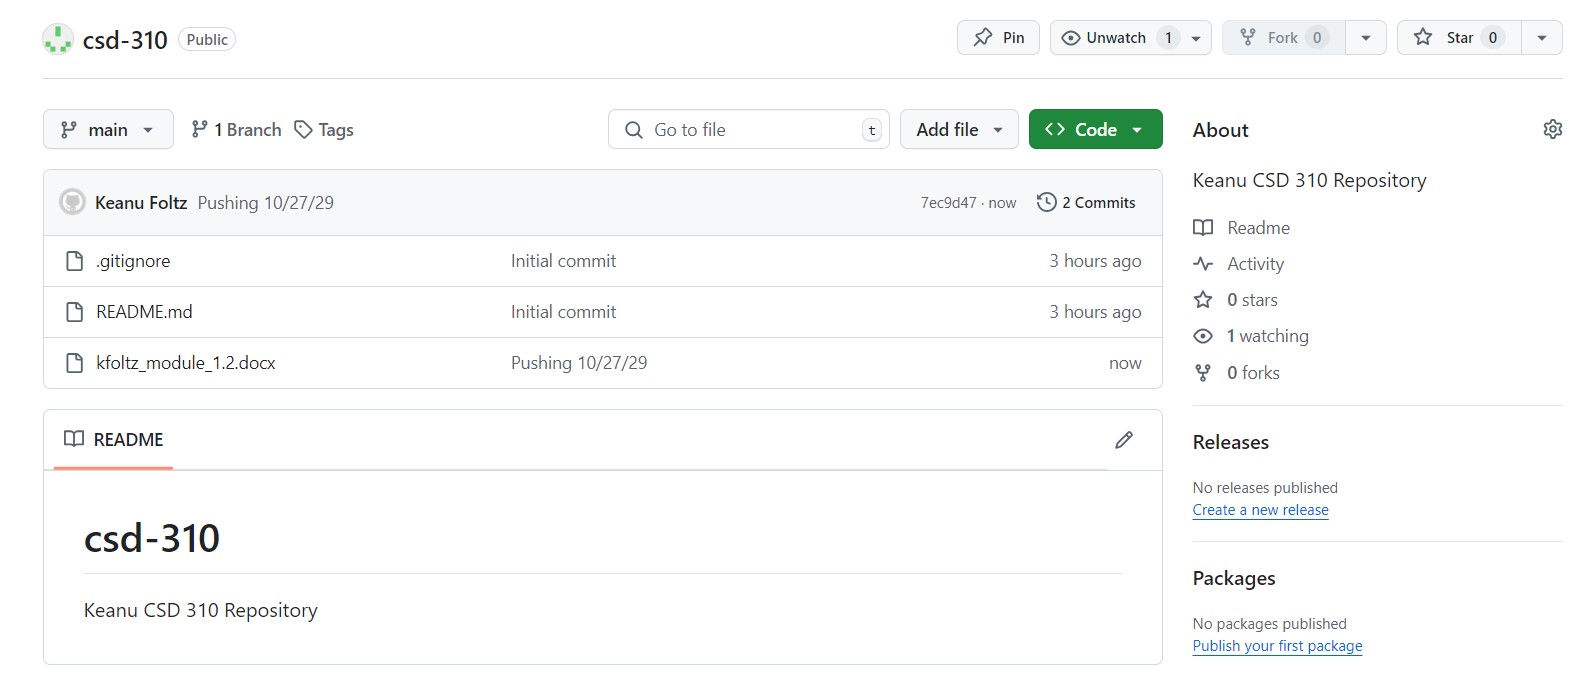 csd-310 Public Pin Unwatch 1 Fork 0 Star 0
main 1 Branch Tags Go to file t Add file Code
Keanu Foltz Pushing 10/27/29 7ec9d47 · now 2 Commits
.gitignore Initial commit 3 hours ago
README.md Initial commit 3 hours ago
kfoltz_module_1.2.docx Pushing 10/27/29 now
README
csd-310
Keanu CSD 310 Repository
About
Keanu CSD 310 Repository
Readme
Activity
0 stars
1 watching
0 forks
Releases
No releases published
Create a new release
Packages
No packages published
Publish your first package